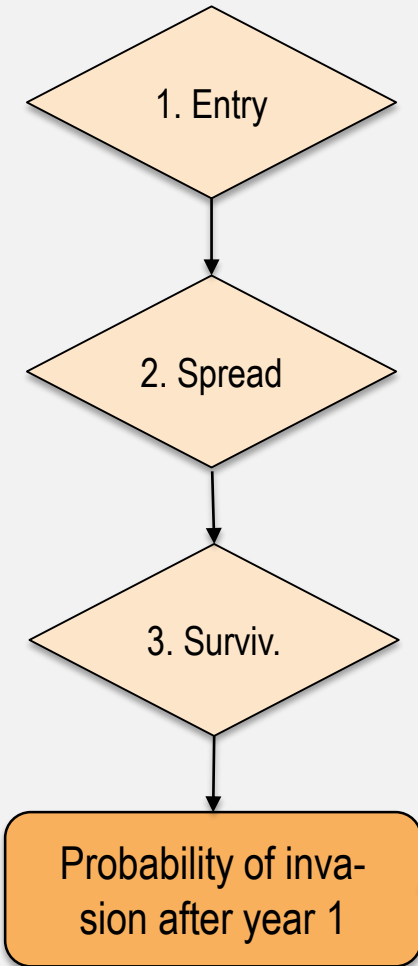 1. Entry
2. Spread
3. Surviv.
Probability of inva-
sion after year 1